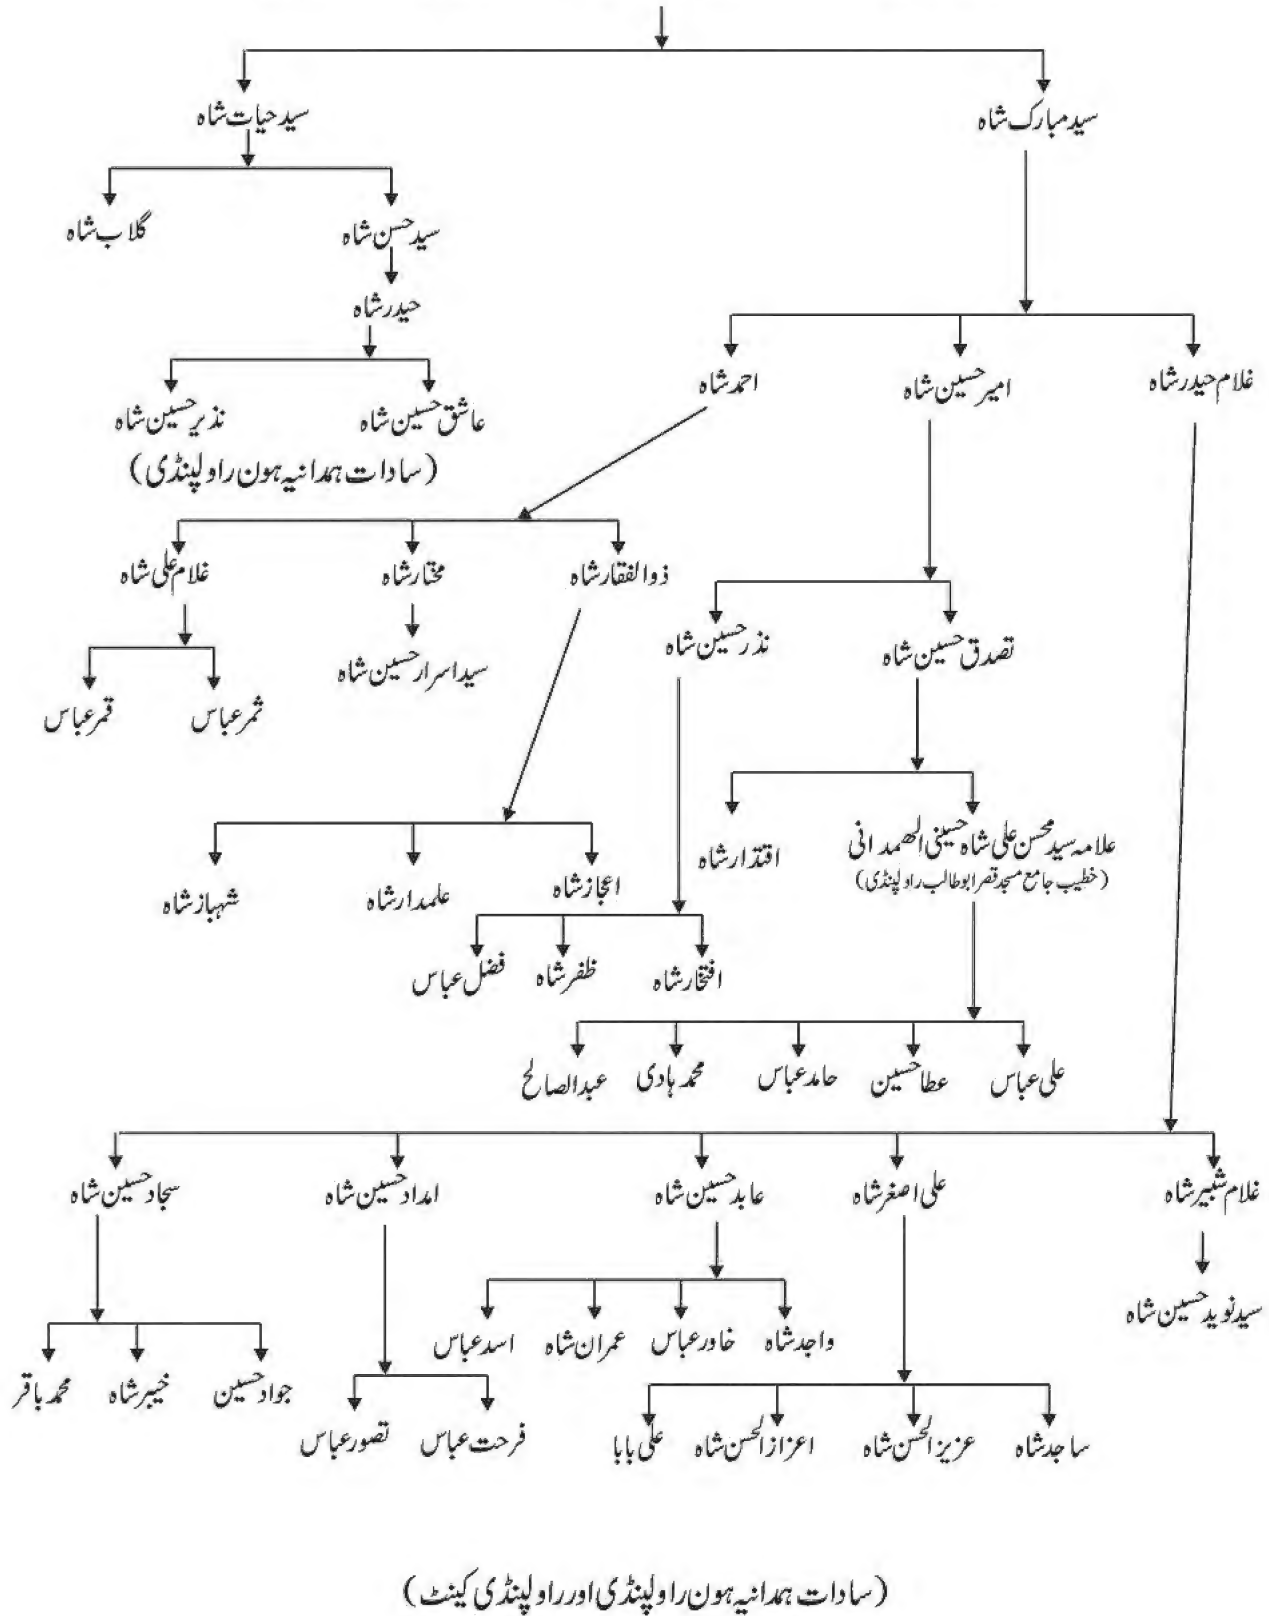 سید مبارک شاہ
سید حیات شاہ
سید حسن شاہ
گلاب شاہ
حیدر شاہ
غلام حیدر شاہ
امیر حسین شاہ
احمد شاہ
عاشق حسین شاہ
نذیر حسین شاہ
(سادات ہمدانیہ ہون راولپنڈی)
ذوالفقار شاہ
مختار شاہ
غلام علی شاہ
تصدق حسین شاہ
نذر حسین شاہ
سید اسرار حسین شاہ
ثمر عباس
قمر عباس
علامہ سید محسن علی شاہ حسینی الھمدانی
(خطیب جامع مسجد قصر ابو طالب راولپنڈی)
اقتدار شاہ
اعجاز شاہ
علمدار شاہ
شہباز شاہ
افتخار شاہ
ظفر شاہ
فضل عباس
علی عباس
عطا حسین
حامد عباس
محمد ہادی
عبد الصالح
غلام شبیر شاہ
علی اصغر شاہ
عابد حسین شاہ
امداد حسین شاہ
سجاد حسین شاہ
سید نوید حسین شاہ
واجد شاہ
خاور عباس
عمران شاہ
اسد عباس
جواد حسین
خیبر شاہ
محمد باقر
ساجد شاہ
عزیز الحسن شاہ
اعزاز الحسن شاہ
علی بابا
فرحت عباس
تصور عباس
(سادات ہمدانیہ ہون راولپنڈی اور راولپنڈی کینٹ)